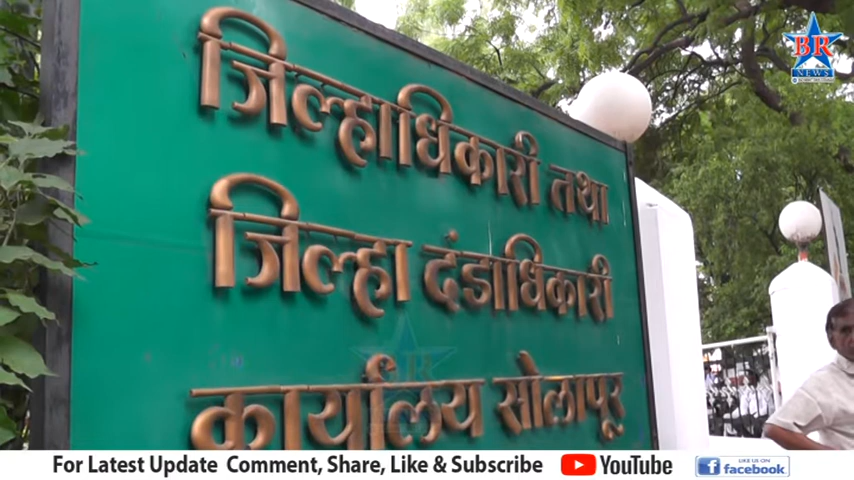 जिल्हाधिकारी तथा
जिल्हा दंडाधिकारी
कार्यालय सोलापूर
BR
NEWS
For Latest Update Comment, Share, Like & Subscribe
YouTube
LIKE US ON
facebook